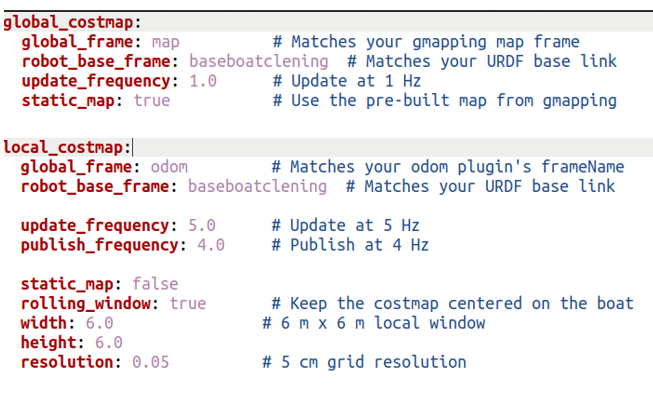 global_costmap:
  global_frame: map           # Matches your gmapping map frame
  robot_base_frame: baseboatclening  # Matches your URDF base link
  update_frequency: 1.0       # Update at 1 Hz
  static_map: true            # Use the pre-built map from gmapping
local_costmap:
  global_frame: odom          # Matches your odom plugin's frameName
  robot_base_frame: baseboatclening  # Matches your URDF base link
  update_frequency: 5.0       # Update at 5 Hz
  publish_frequency: 4.0      # Publish at 4 Hz
  static_map: false
  rolling_window: true        # Keep the costmap centered on the boat
  width: 6.0                 # 6 m x 6 m local window
  height: 6.0
  resolution: 0.05           # 5 cm grid resolution